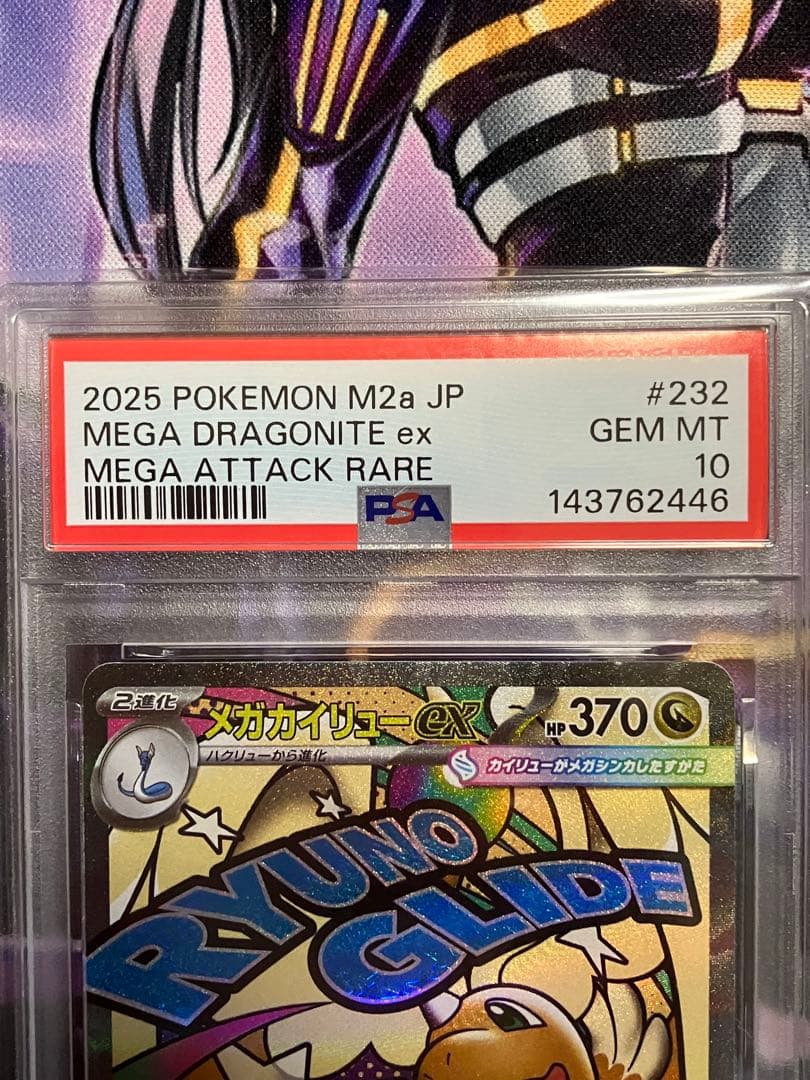 2025 POKEMON M2a JP #232
MEGA DRAGONITE ex GEM MT
MEGA ATTACK RARE 10
PSA 143762446
2進化 メガカイリューex HP370
ハクリューから進化
カイリューがメガシンカしたすがた
RYUNO
GLIDE